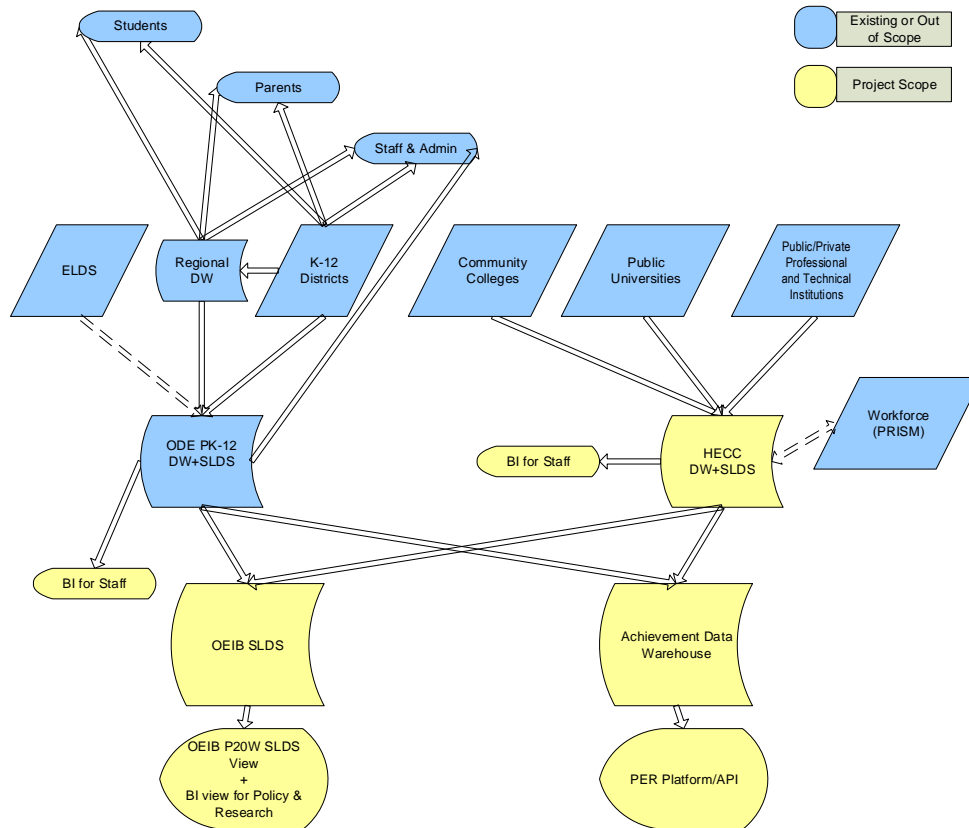 Students
Existing or Out
of Scope
Parents
Project Scope
Staff & Admin
ELDS
Regional
DW
K-12
Districts
Community
Colleges
Public
Universities
Public/Private
Professional
and Technical
Institutions
ODE PK-12
DW+SLDS
BI for Staff
HECC
DW+SLDS
Workforce
(PRISM)
BI for Staff
OEIB SLDS
Achievement Data
Warehouse
OEIB P20W SLDS
View
+
BI view for Policy &
Research
PER Platform/API